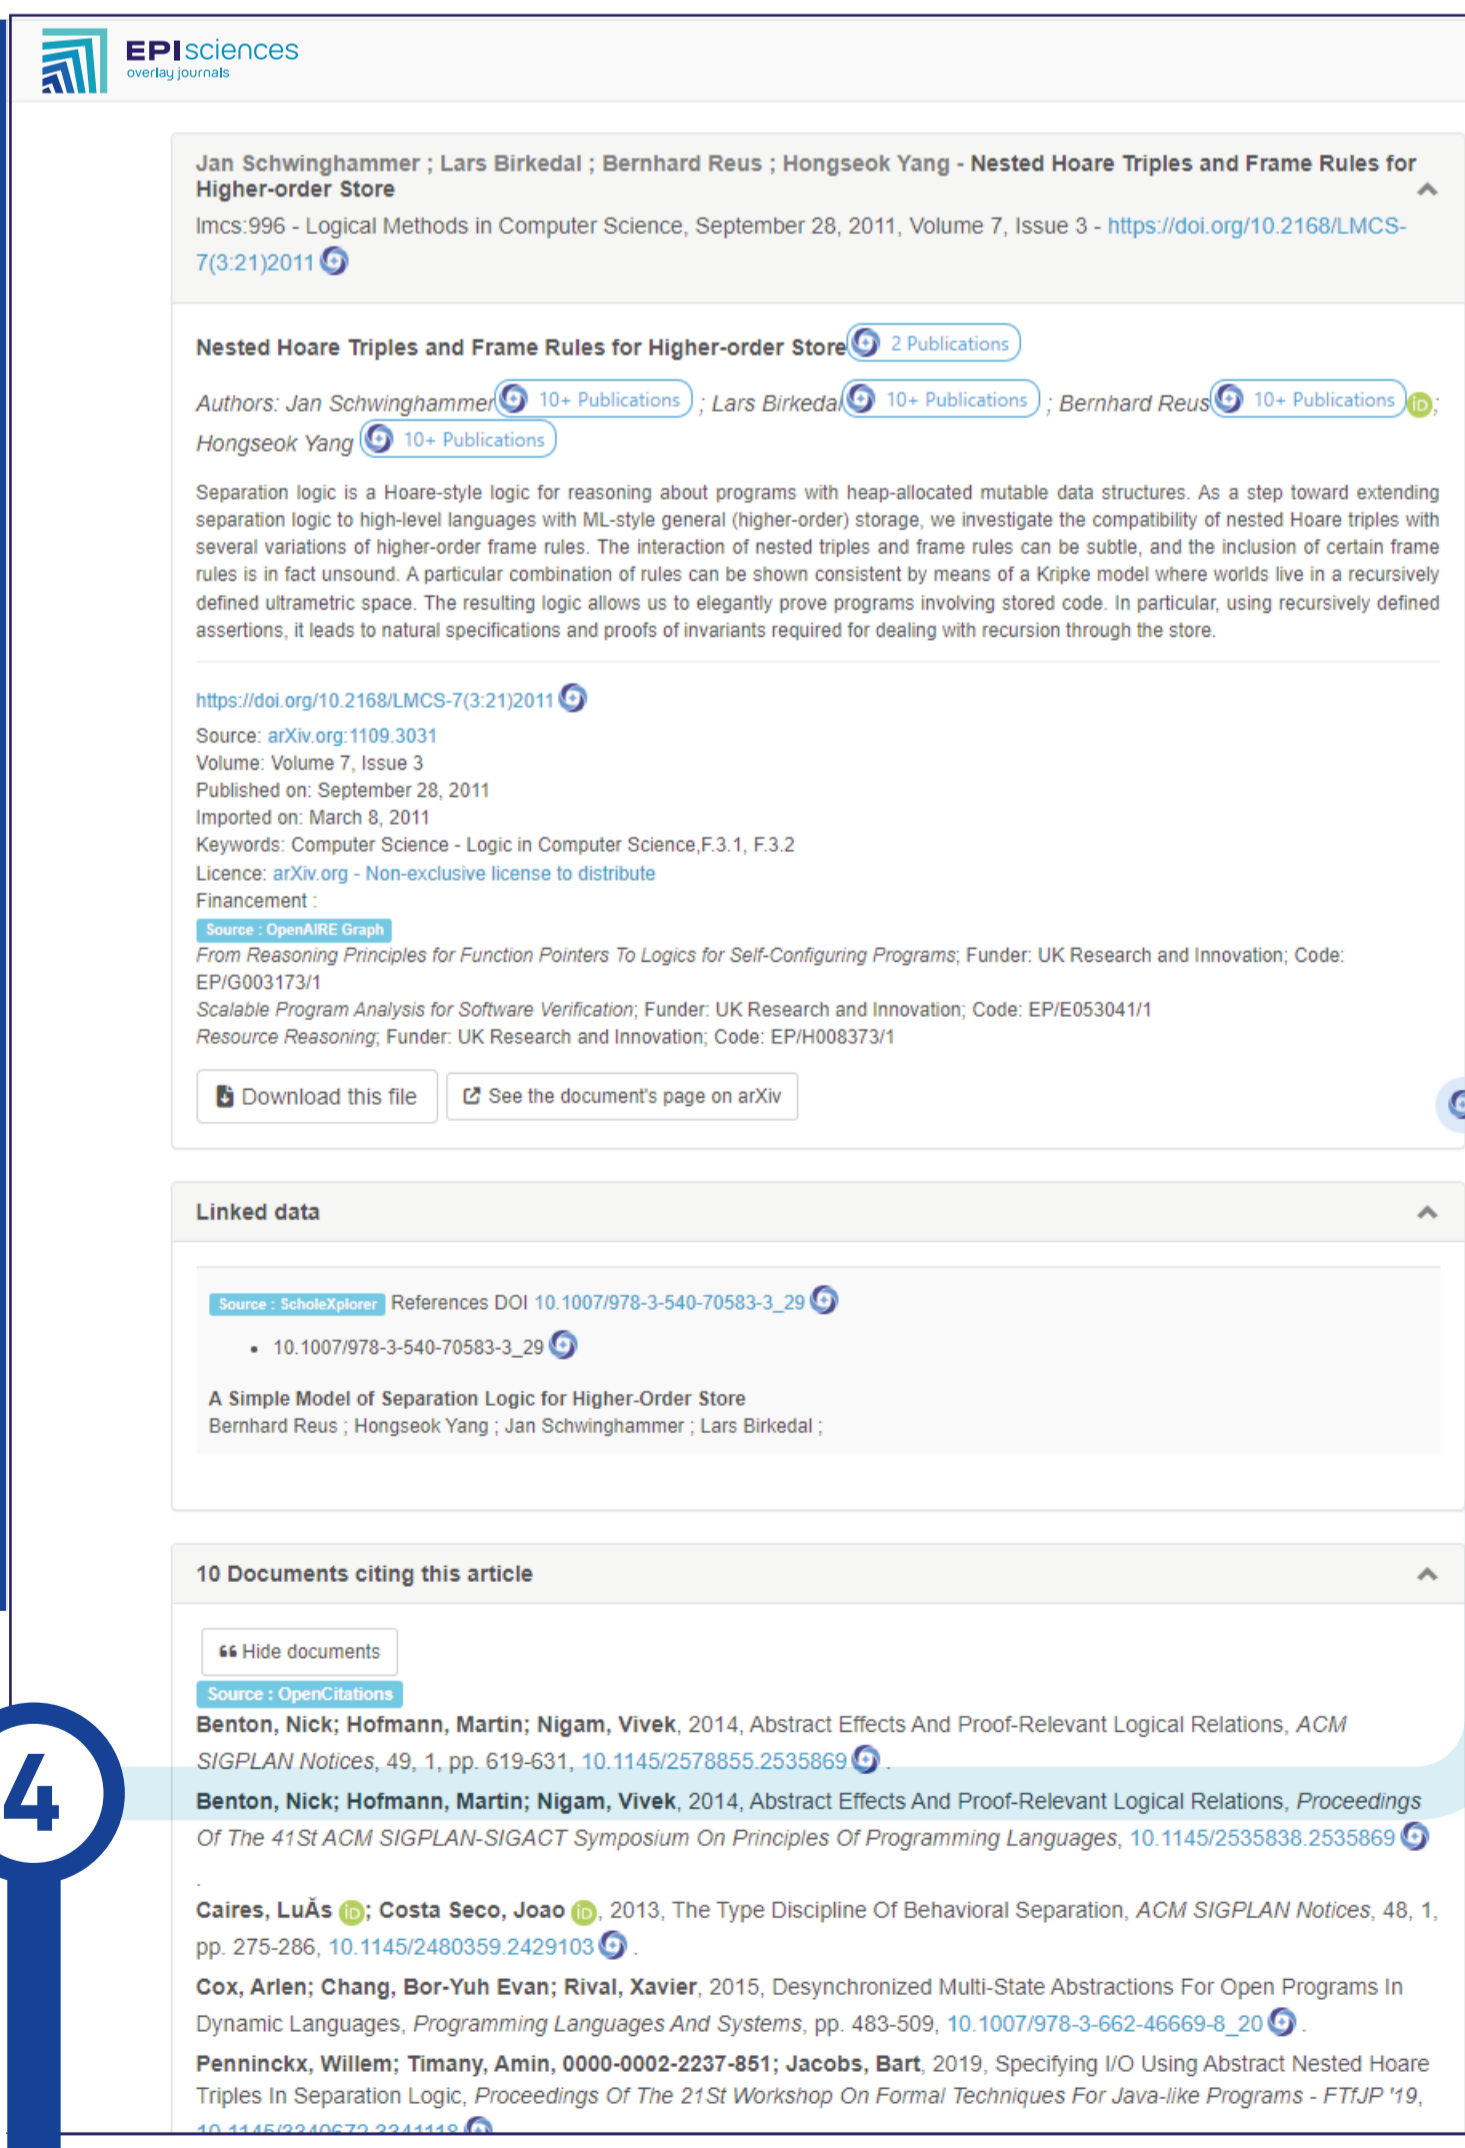 EPIsciences
overlay journals
Jan Schwinghammer ; Lars Birkedal ; Bernhard Reus ; Hongseok Yang - Nested Hoare Triples and Frame Rules for
Higher-order Store
lmcs:996 - Logical Methods in Computer Science, September 28, 2011, Volume 7, Issue 3 - https://doi.org/10.2168/LMCS-
7(3:21)2011
Nested Hoare Triples and Frame Rules for Higher-order Store 2 Publications
Authors: Jan Schwinghammer 10+ Publications ; Lars Birkedal 10+ Publications ; Bernhard Reus 10+ Publications iD ;
Hongseok Yang 10+ Publications
Separation logic is a Hoare-style logic for reasoning about programs with heap-allocated mutable data structures. As a step toward extending
separation logic to high-level languages with ML-style general (higher-order) storage, we investigate the compatibility of nested Hoare triples with
several variations of higher-order frame rules. The interaction of nested triples and frame rules can be subtle, and the inclusion of certain frame
rules is in fact unsound. A particular combination of rules can be shown consistent by means of a Kripke model where worlds live in a recursively
defined ultrametric space. The resulting logic allows us to elegantly prove programs involving stored code. In particular, using recursively defined
assertions, it leads to natural specifications and proofs of invariants required for dealing with recursion through the store.
https://doi.org/10.2168/LMCS-7(3:21)2011
Source: arXiv.org:1109.3031
Volume: Volume 7, Issue 3
Published on: September 28, 2011
Imported on: March 8, 2011
Keywords: Computer Science - Logic in Computer Science,F.3.1, F.3.2
Licence: arXiv.org - Non-exclusive license to distribute
Financement :
Source : OpenAIRE Graph
From Reasoning Principles for Function Pointers To Logics for Self-Configuring Programs; Funder: UK Research and Innovation; Code:
EP/G003173/1
Scalable Program Analysis for Software Verification; Funder: UK Research and Innovation; Code: EP/E053041/1
Resource Reasoning; Funder: UK Research and Innovation; Code: EP/H008373/1
Download this file See the document's page on arXiv
Linked data
Source : ScholeXplorer References DOI 10.1007/978-3-540-70583-3_29
• 10.1007/978-3-540-70583-3_29
A Simple Model of Separation Logic for Higher-Order Store
Bernhard Reus ; Hongseok Yang ; Jan Schwinghammer ; Lars Birkedal ;
10 Documents citing this article
Hide documents
Source : OpenCitations
Benton, Nick; Hofmann, Martin; Nigam, Vivek, 2014, Abstract Effects And Proof-Relevant Logical Relations, ACM
SIGPLAN Notices, 49, 1, pp. 619-631, 10.1145/2578855.2535869 .
4
Benton, Nick; Hofmann, Martin; Nigam, Vivek, 2014, Abstract Effects And Proof-Relevant Logical Relations, Proceedings
Of The 41St ACM SIGPLAN-SIGACT Symposium On Principles Of Programming Languages, 10.1145/2535838.2535869
.
Caires, LuÃs iD; Costa Seco, Joao iD, 2013, The Type Discipline Of Behavioral Separation, ACM SIGPLAN Notices, 48, 1,
pp. 275-286, 10.1145/2480359.2429103 .
Cox, Arlen; Chang, Bor-Yuh Evan; Rival, Xavier, 2015, Desynchronized Multi-State Abstractions For Open Programs In
Dynamic Languages, Programming Languages And Systems, pp. 483-509, 10.1007/978-3-662-46669-8_20 .
Penninckx, Willem; Timany, Amin, 0000-0002-2237-851; Jacobs, Bart, 2019, Specifying I/O Using Abstract Nested Hoare
Triples In Separation Logic, Proceedings Of The 21St Workshop On Formal Techniques For Java-like Programs - FTfJP '19,
10.1145/3340672.3341118